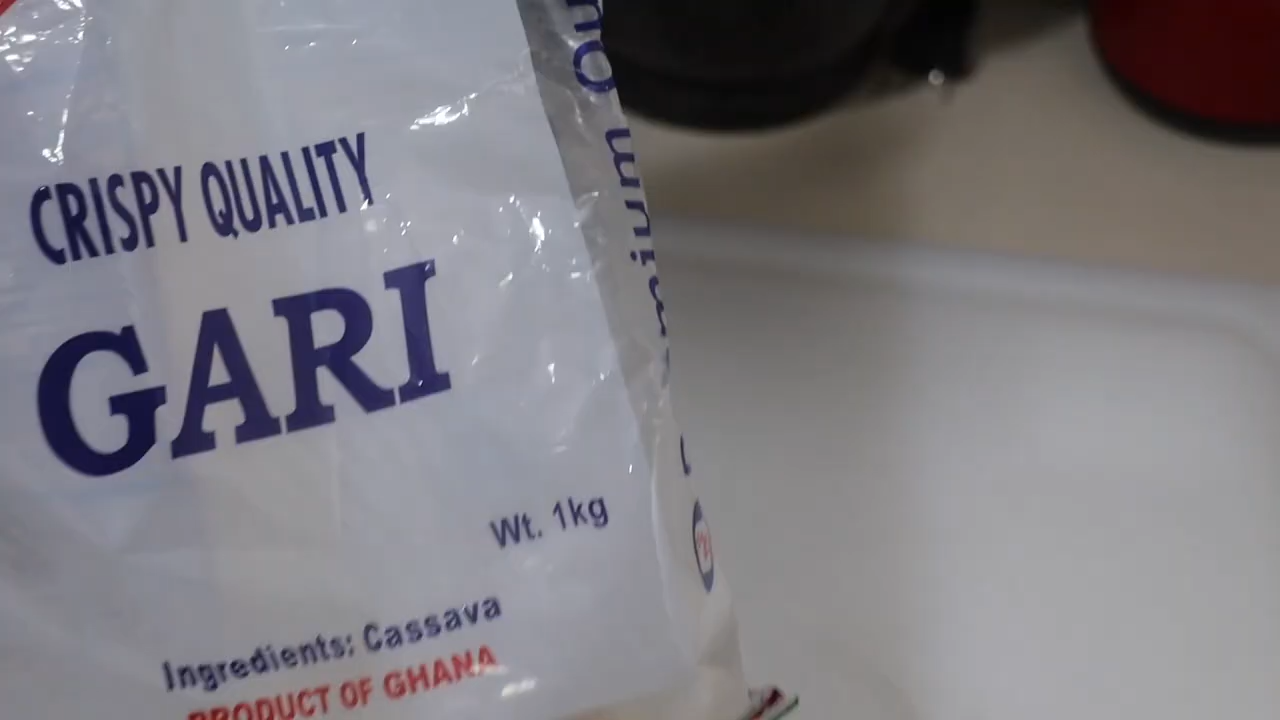 CRISPY QUALITY
GARI
Wt. 1kg
Ingredients: Cassava
PRODUCT OF GHANA